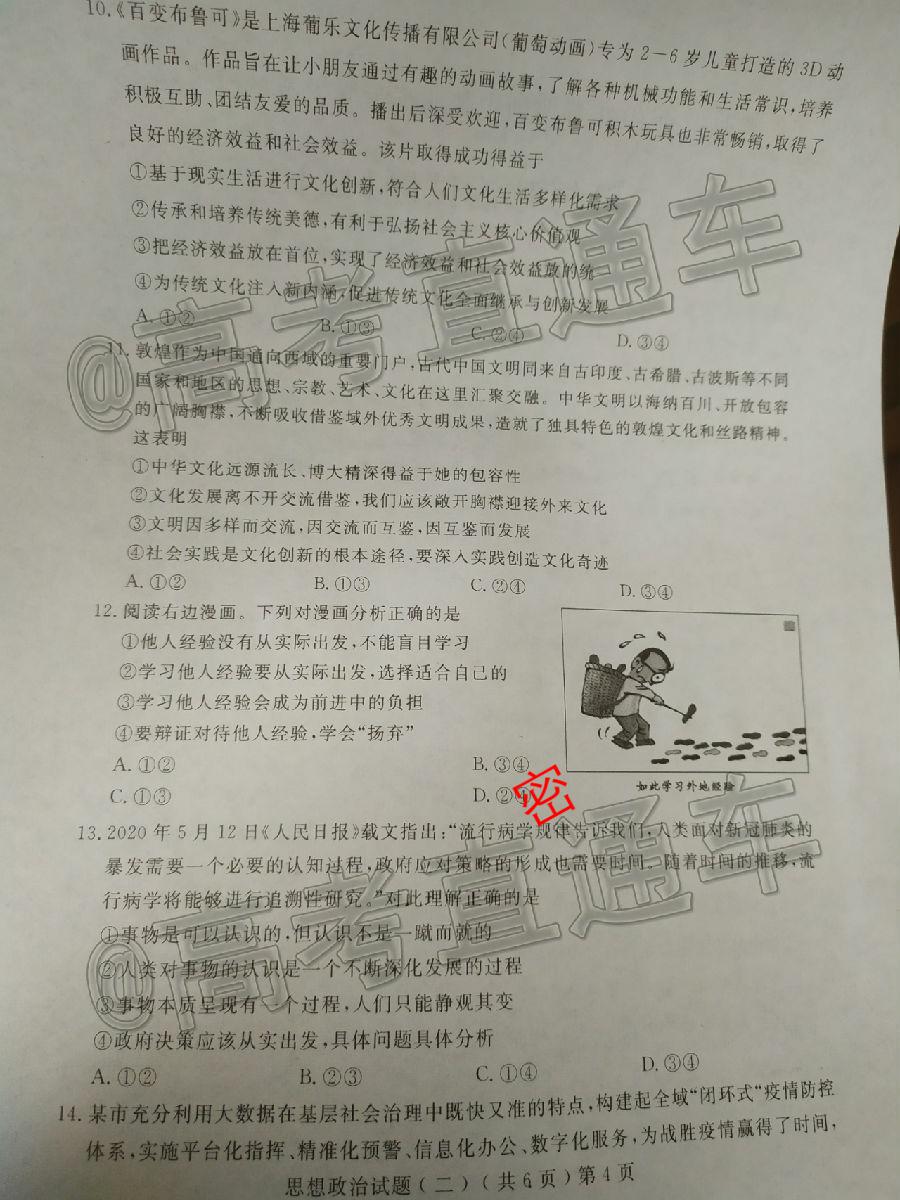 10.《百变布鲁可》是上海葡乐文化传播有限公司(葡萄动画)专为2—6岁儿童打造的3D动
画作品。作品旨在让小朋友通过有趣的动画故事,了解各种机械功能和生活常识,培养
积极互助、团结友爱的品质。播出后深受欢迎,百变布鲁可积木玩具也非常畅销,取得了
良好的经济效益和社会效益。该片取得成功得益于
①基于现实生活进行文化创新,符合人们文化生活多样化需求
②传承和培养传统美德,有利于弘扬社会主义核心价值观
③把经济效益放在首位,实现了经济效益和社会效益敌的统
④为传统文化注入新内涵,促进传统文化全面继承与创新发展
A.①② B.①③ C.②④ D.③④
11.敦煌作为中国通向西域的重要门户,古代中国文明同来自古印度、古希腊、古波斯等不同
国家和地区的思想、宗教、艺术、文化在这里汇聚交融。中华文明以海纳百川、开放包容
的广阔胸襟,不断吸收借鉴域外优秀文明成果,造就了独具特色的敦煌文化和丝路精神。
这表明
①中华文化远源流长、博大精深得益于她的包容性
②文化发展离不开交流借鉴,我们应该敞开胸襟迎接外来文化
③文明因多样而交流,因交流而互鉴,因互鉴而发展
④社会实践是文化创新的根本途径,要深入实践创造文化奇迹
A.①② B.①③ C.②④ D.③④
12.阅读右边漫画。下列对漫画分析正确的是
①他人经验没有从实际出发,不能盲目学习
②学习他人经验要从实际出发,选择适合自己的
③学习他人经验会成为前进中的负担
④要辩证对待他人经验,学会“扬弃”
A.①② B.③④
C.①③ D.②④
如此学习外地经验
密
13.2020年5月12日《人民日报》载文指出:“流行病学规律告诉我们,人类面对新冠肺炎的
暴发需要一个必要的认知过程,政府应对策略的形成也需要时间。随着时间的推移,流
行病学将能够进行追溯性研究。”对此理解正确的是
①事物是可以认识的,但认识不是一蹴而就的
②人类对事物的认识是一个不断深化发展的过程
③事物本质呈现有一个过程,人们只能静观其变
④政府决策应该从实出发,具体问题具体分析
A.①② B.②③ C.①④ D.③④
14.某市充分利用大数据在基层社会治理中既快又准的特点,构建起全域“闭环式”疫情防控
体系,实施平台化指挥、精准化预警、信息化办公、数字化服务,为战胜疫情赢得了时间,
思想政治试题(二)(共6页)第4页
@高考直通车
@高考直通车